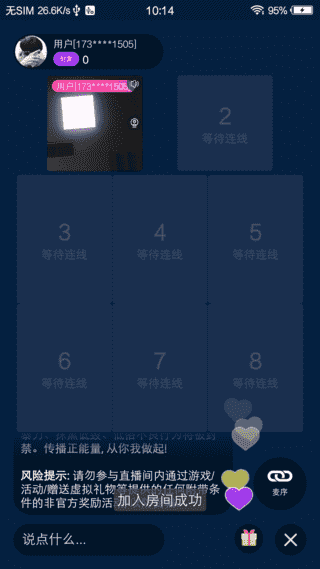 无SIM 26.6K/s 10:14 95%
用户[173****1505]
0
用户[173****1505]
2
等待连线
3
等待连线
4
等待连线
5
等待连线
6
等待连线
7
等待连线
8
等待连线
禁。传播正能量,从你我做起!
风险提示: 请勿参与直播间内通过游戏/
活动/赠送虚拟礼物等提供的任何附带条
件的非官方奖励活
加入房间成功
麦序
说点什么...